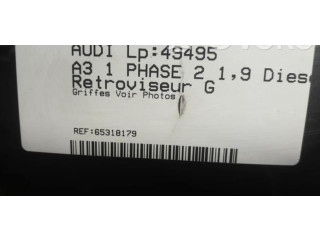 AUDI Lp:49495
A3 1 PHASE 2 1,9 Dies
Retroviseur G
Griffes Voir Photos
REF:65318179